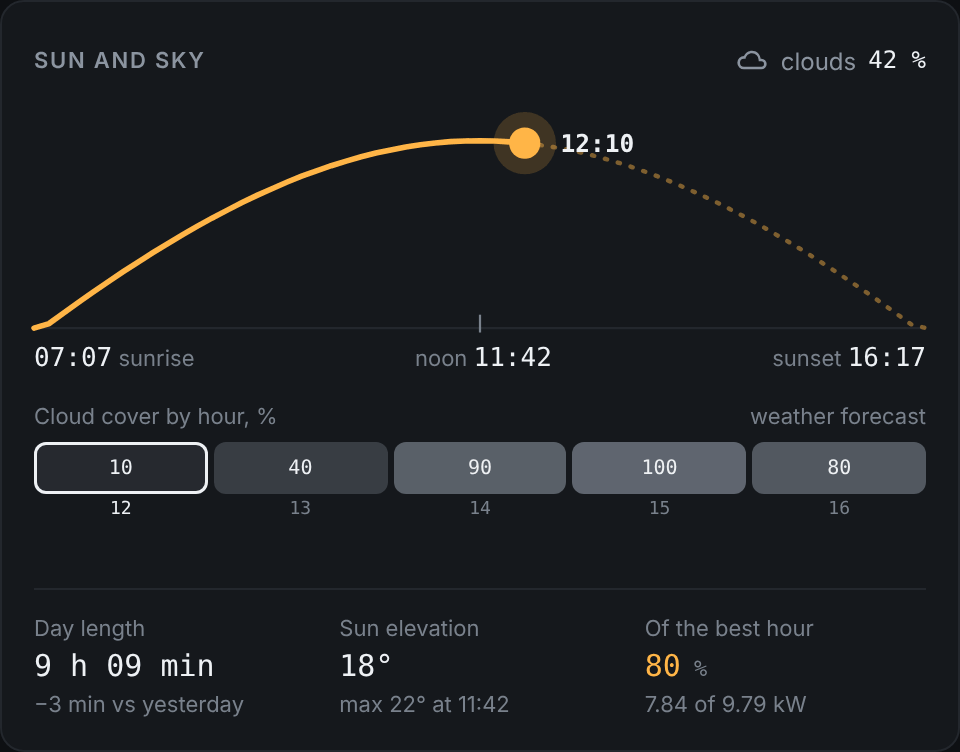 SUN AND SKY
clouds 42 %
12:10
07:07 sunrise
noon 11:42
sunset 16:17
Cloud cover by hour, %
weather forecast
10 40 90 100 80
12 13 14 15 16
Day length
9 h 09 min
−3 min vs yesterday
Sun elevation
18°
max 22° at 11:42
Of the best hour
80 %
7.84 of 9.79 kW